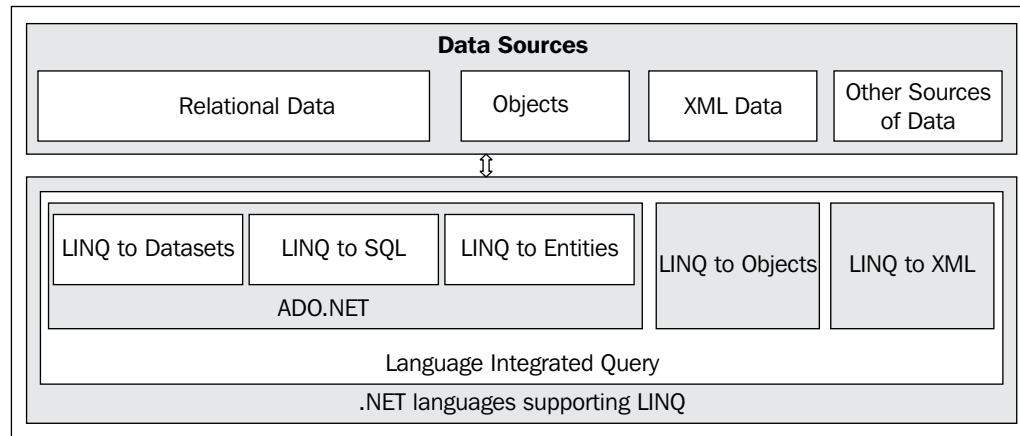 Data Sources
Relational Data
Objects
XML Data
Other Sources
of Data
LINQ to Datasets
LINQ to SQL
LINQ to Entities
LINQ to Objects
LINQ to XML
ADO.NET
Language Integrated Query
.NET languages supporting LINQ